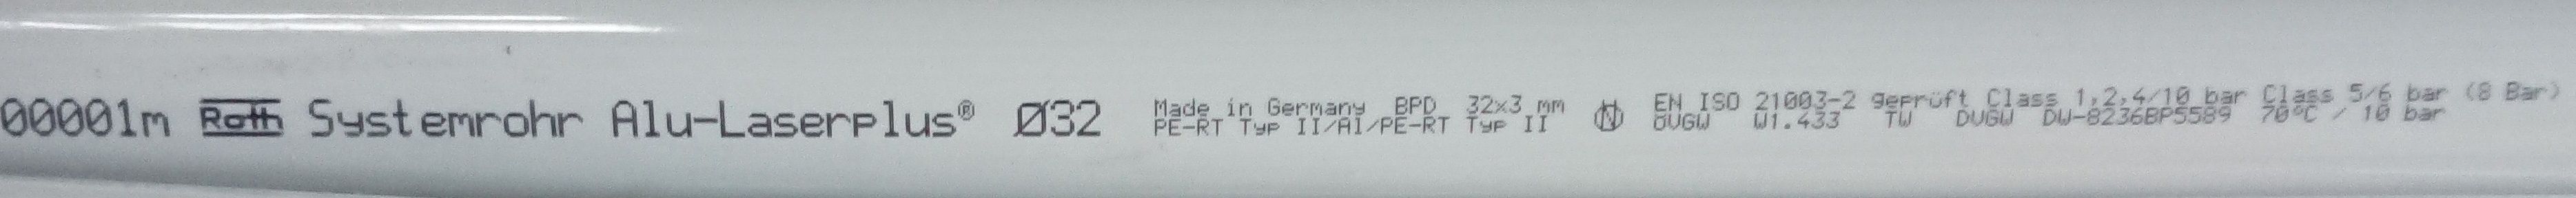 00001m Roth Systemrohr Alu-Laserplus® Ø32
Made in Germany BPD 32x3 mm
PE-RT Typ II/Al/PE-RT Typ II
EN ISO 21003-2 geprüft Class 1,2,4/10 bar Class 5/6 bar (8 Bar)
DVGW W1.433 TW DVGW DW-8236BP5589 70°C / 10 bar